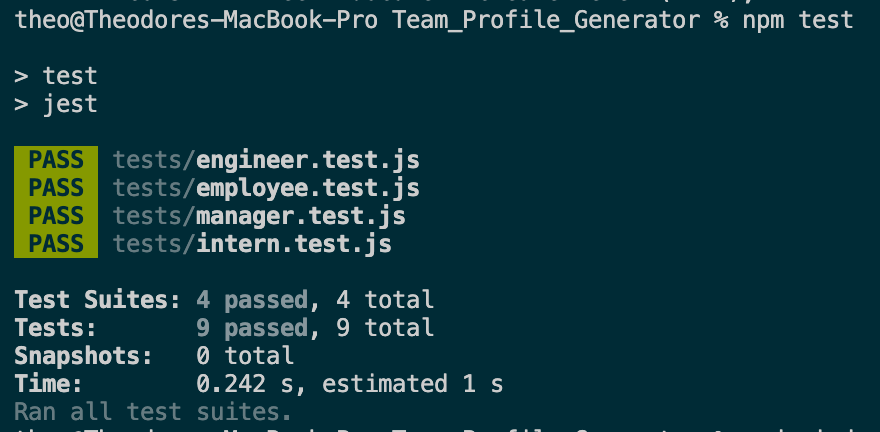 theo@Theodores-MacBook-Pro Team_Profile_Generator % npm test
> test
> jest
PASS tests/engineer.test.js
PASS tests/employee.test.js
PASS tests/manager.test.js
PASS tests/intern.test.js
Test Suites: 4 passed, 4 total
Tests: 9 passed, 9 total
Snapshots: 0 total
Time: 0.242 s, estimated 1 s
Ran all test suites.